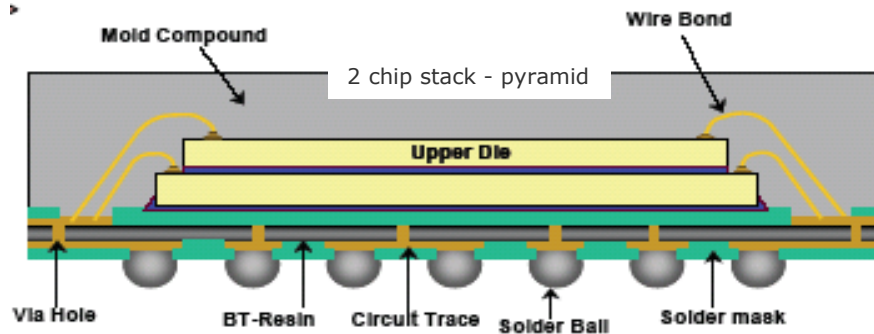 Mold Compound
Wire Bond
2 chip stack - pyramid
Upper Die
Via Hole
BT-Resin
Circuit Trace
Solder Ball
Solder mask